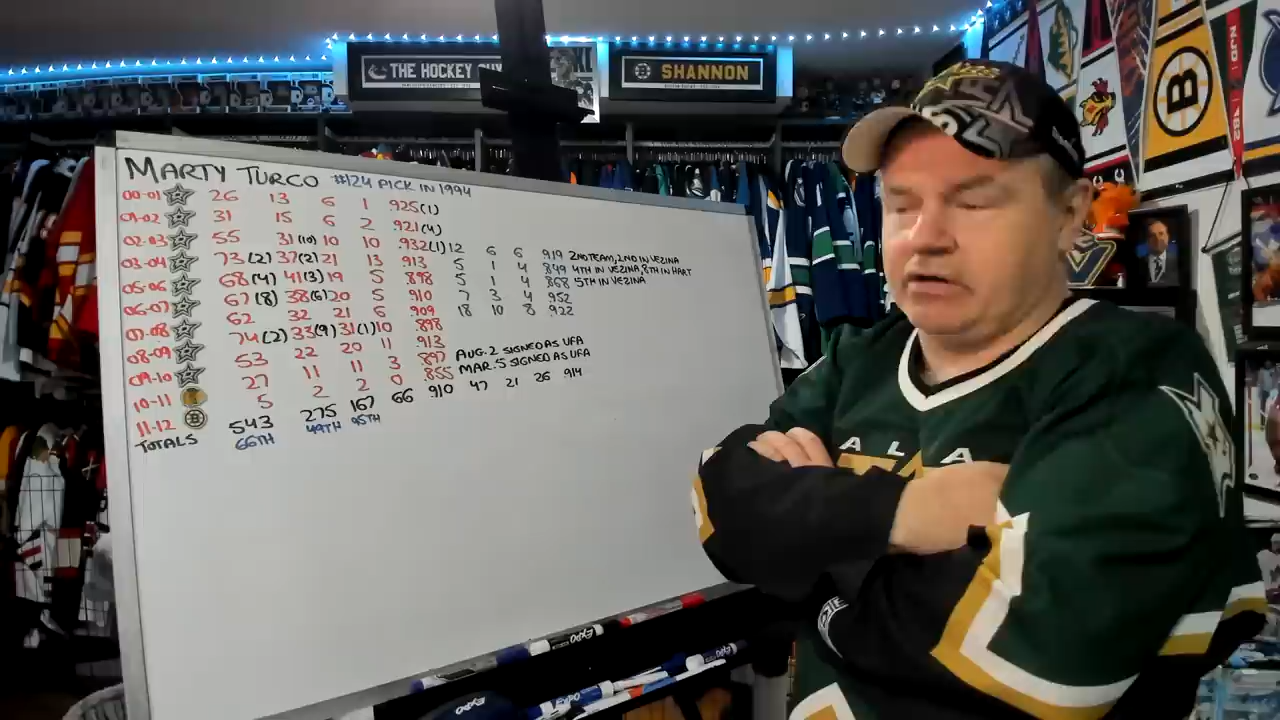 THE HOCKEY GUY
SHANNON
MARTY TURCO #124 PICK IN 1994
00-01 26 13 6 1 .925(1)
01-02 31 15 6 2 .921(4)
02-03 55 31(10) 10 10 .932(1) 12 6 6 .919 2ND TEAM, 2ND IN VEZINA
03-04 73(2) 37(2) 21 13 .913 5 1 4 .849 4TH IN VEZINA, 8TH IN HART
05-06 68(4) 41(3) 19 5 .898 5 1 4 .868 5TH IN VEZINA
06-07 67(8) 38(6) 20 5 .910 7 3 4 .952
07-08 62 32 21 6 .909 18 10 8 .922
08-09 74(2) 33(9) 31(1) 10 .898
09-10 53 22 20 11 .913
10-11 27 11 11 3 .897 AUG. 2 SIGNED AS UFA
11-12 5 2 2 0 .855 MAR. 5 SIGNED AS UFA
TOTALS 543 275 167 66 .910 47 21 26 .914
66TH 49TH 95TH
ALA
EXPO
EXPO
EXPO
B
NJD
1982